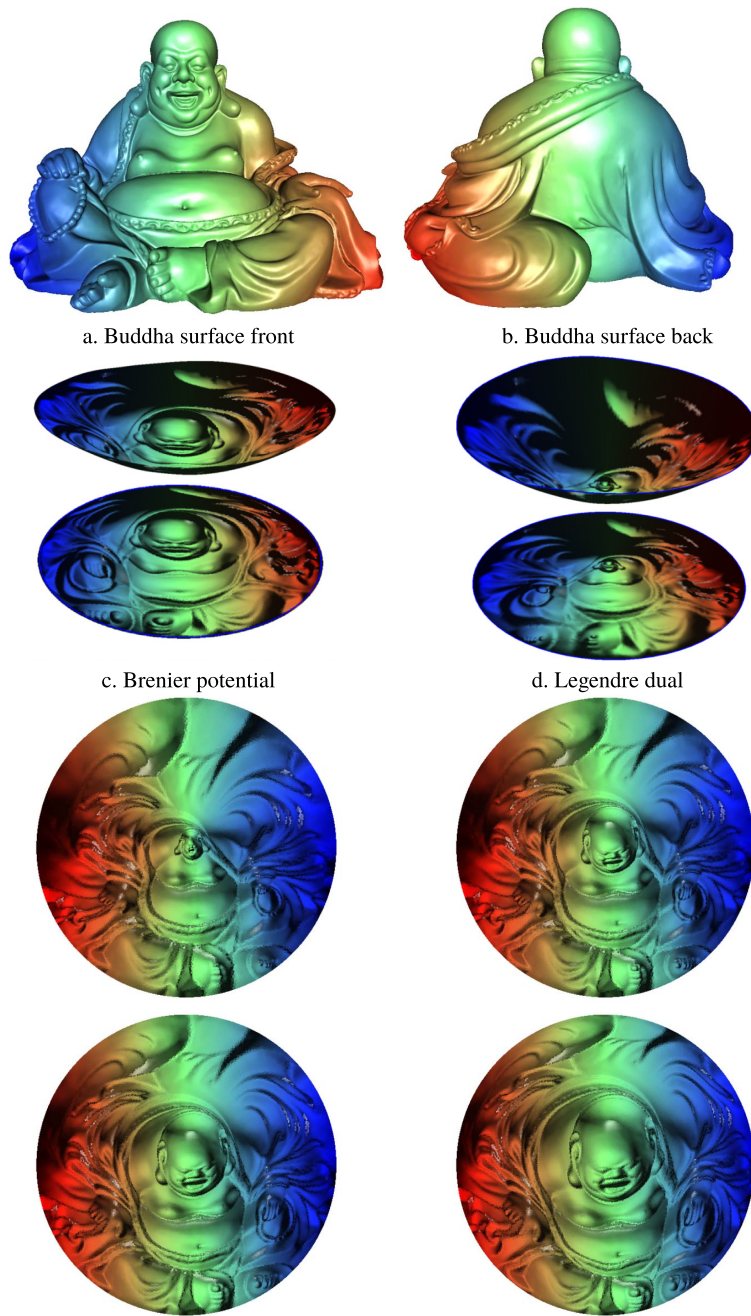 a. Buddha surface front
b. Buddha surface back
c. Brenier potential
d. Legendre dual